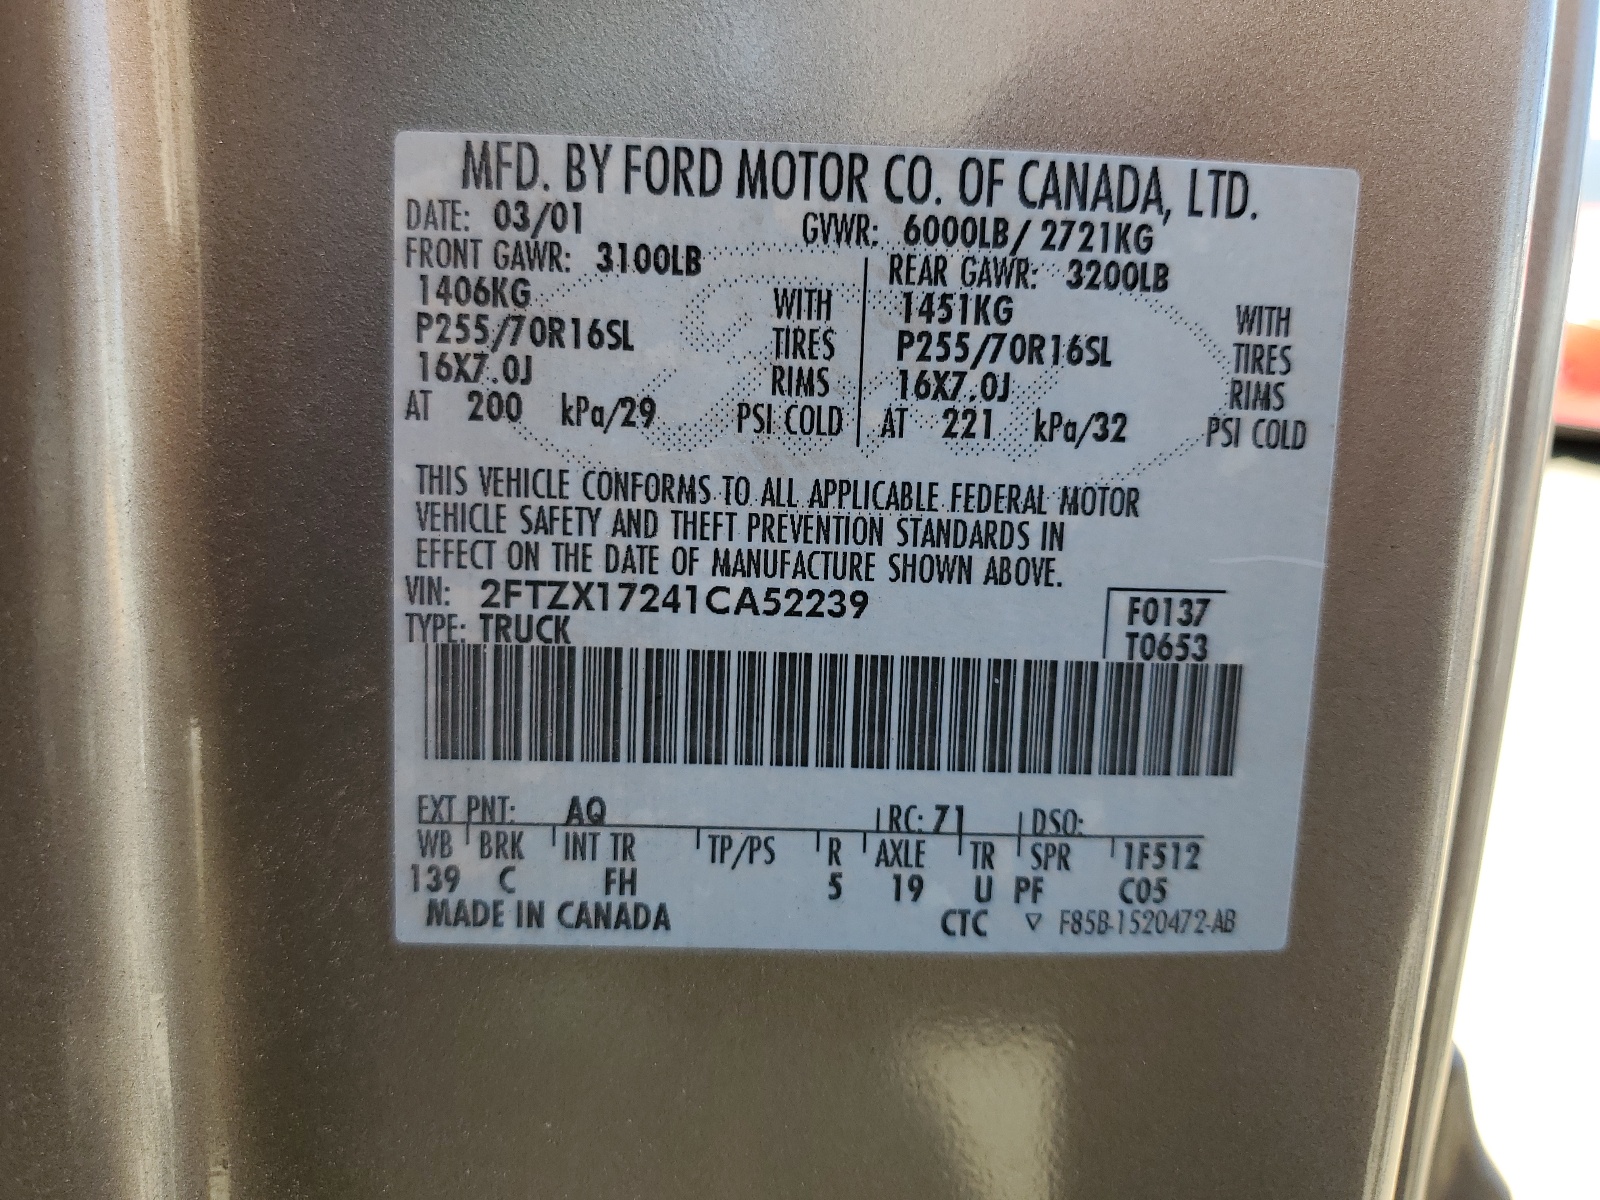 MFD. BY FORD MOTOR CO. OF CANADA, LTD.
DATE: 03/01 GVWR: 6000LB/ 2721KG
FRONT GAWR: 3100LB REAR GAWR: 3200LB
1406KG WITH 1451KG WITH
P255/70R16SL TIRES P255/70R16SL TIRES
16X7.0J RIMS 16X7.0J RIMS
AT 200 kPa/29 PSI COLD AT 221 kPa/32 PSI COLD
THIS VEHICLE CONFORMS TO ALL APPLICABLE FEDERAL MOTOR
VEHICLE SAFETY AND THEFT PREVENTION STANDARDS IN
EFFECT ON THE DATE OF MANUFACTURE SHOWN ABOVE.
VIN: 2FTZX17241CA52239 F0137
TYPE: TRUCK T0653
EXT PNT: AQ RC: 71 DSO:
WB BRK INT TR TP/PS R AXLE TR SPR 1F512
139 C FH 5 19 U PF C05
MADE IN CANADA CTC ▽ F85B-1520472-AB